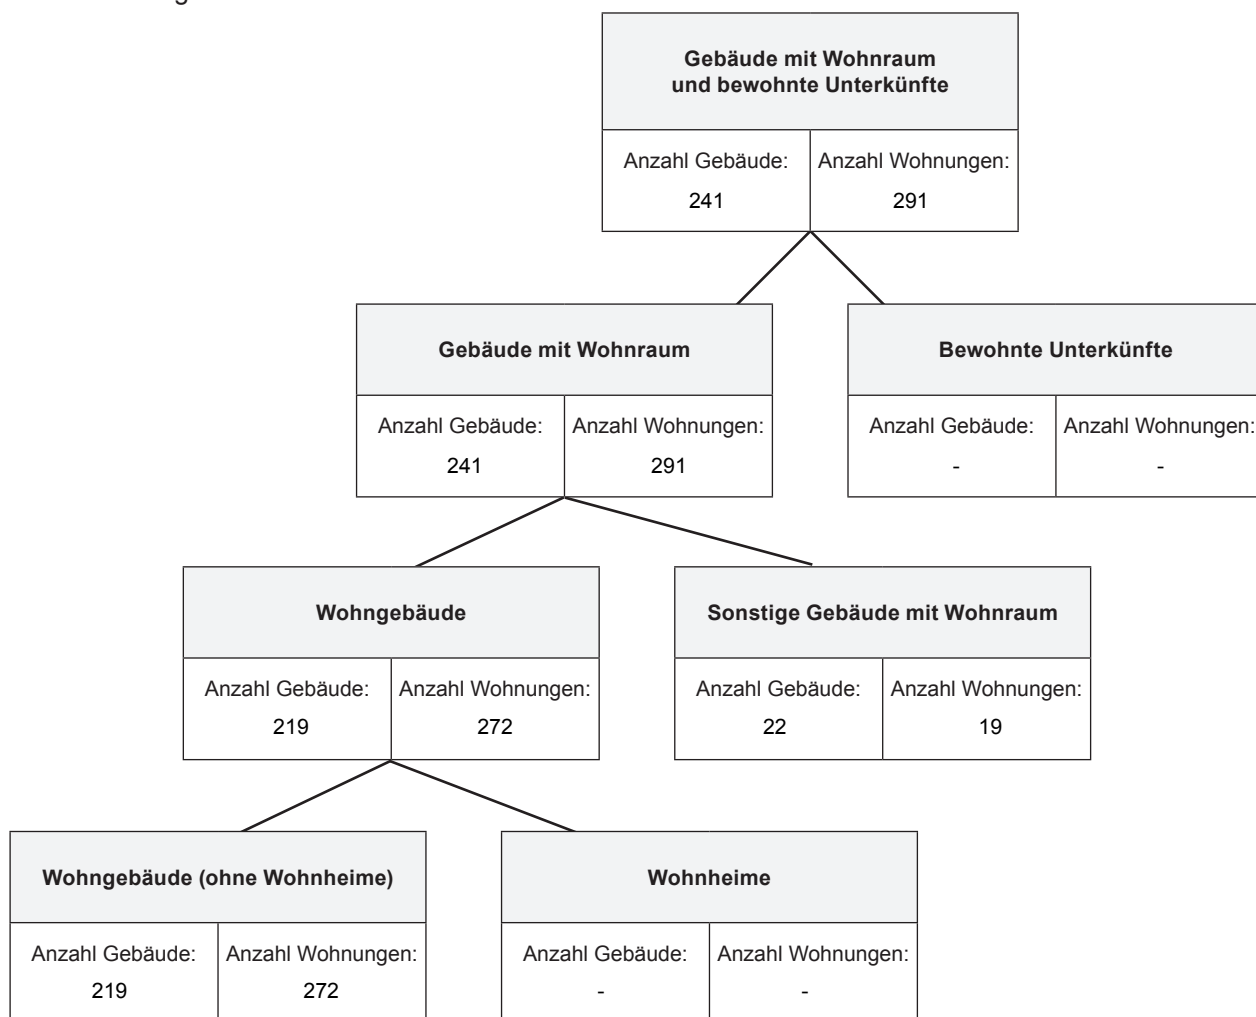 Gebäude mit Wohnraum
und bewohnte Unterkünfte
Anzahl Gebäude: Anzahl Wohnungen:
241 291
Gebäude mit Wohnraum Bewohnte Unterkünfte
Anzahl Gebäude: Anzahl Wohnungen: Anzahl Gebäude: Anzahl Wohnungen:
241 291 - -
Wohngebäude Sonstige Gebäude mit Wohnraum
Anzahl Gebäude: Anzahl Wohnungen: Anzahl Gebäude: Anzahl Wohnungen:
219 272 22 19
Wohngebäude (ohne Wohnheime) Wohnheime
Anzahl Gebäude: Anzahl Wohnungen: Anzahl Gebäude: Anzahl Wohnungen:
219 272 - -